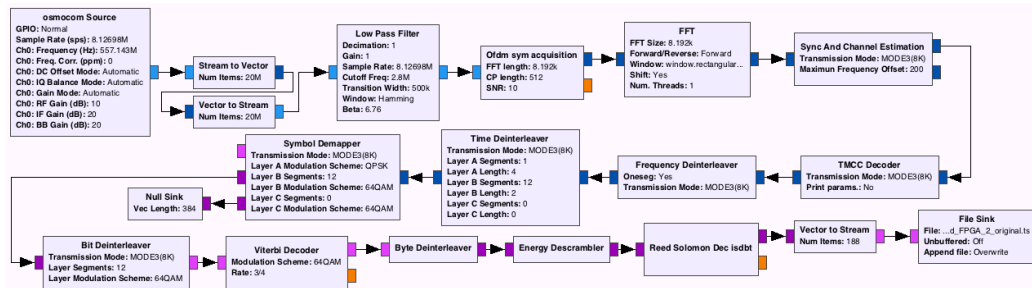 osmocom Source
GPIO: Normal
Sample Rate (sps): 8.12698M
Ch0: Frequency (Hz): 557.143M
Ch0: Freq. Corr. (ppm): 0
Ch0: DC Offset Mode: Automatic
Ch0: IQ Balance Mode: Automatic
Ch0: Gain Mode: Automatic
Ch0: RF Gain (dB): 10
Ch0: IF Gain (dB): 20
Ch0: BB Gain (dB): 20
Stream to Vector
Num Items: 20M
Vector to Stream
Num Items: 20M
Low Pass Filter
Decimation: 1
Gain: 1
Sample Rate: 8.12698M
Cutoff Freq: 2.8M
Transition Width: 500k
Window: Hamming
Beta: 6.76
Ofdm sym acquisition
FFT length: 8.192k
CP length: 512
SNR: 10
FFT
FFT Size: 8.192k
Forward/Reverse: Forward
Window: window.rectangular...
Shift: Yes
Num. Threads: 1
Sync And Channel Estimation
Transmission Mode: MODE3(8K)
Maximun Frequency Offset: 200
Symbol Demapper
Transmission Mode: MODE3(8K)
Layer A Modulation Scheme: QPSK
Layer B Segments: 12
Layer B Modulation Scheme: 64QAM
Layer C Segments: 0
Layer C Modulation Scheme: 64QAM
Time Deinterleaver
Transmission Mode: MODE3(8K)
Layer A Segments: 1
Layer A Length: 4
Layer B Segments: 12
Layer B Length: 2
Layer C Segments: 0
Layer C Length: 0
Frequency Deinterleaver
Oneseg: Yes
Transmission Mode: MODE3(8K)
TMCC Decoder
Transmission Mode: MODE3(8K)
Print params.: No
Null Sink
Vec Length: 384
Bit Deinterleaver
Transmission Mode: MODE3(8K)
Layer Segments: 12
Layer Modulation Scheme: 64QAM
Viterbi Decoder
Modulation Scheme: 64QAM
Rate: 3/4
Byte Deinterleaver
Energy Descrambler
Reed Solomon Dec isdbt
Vector to Stream
Num Items: 188
File Sink
File: ...d_FPGA_2_original.ts
Unbuffered: Off
Append file: Overwrite